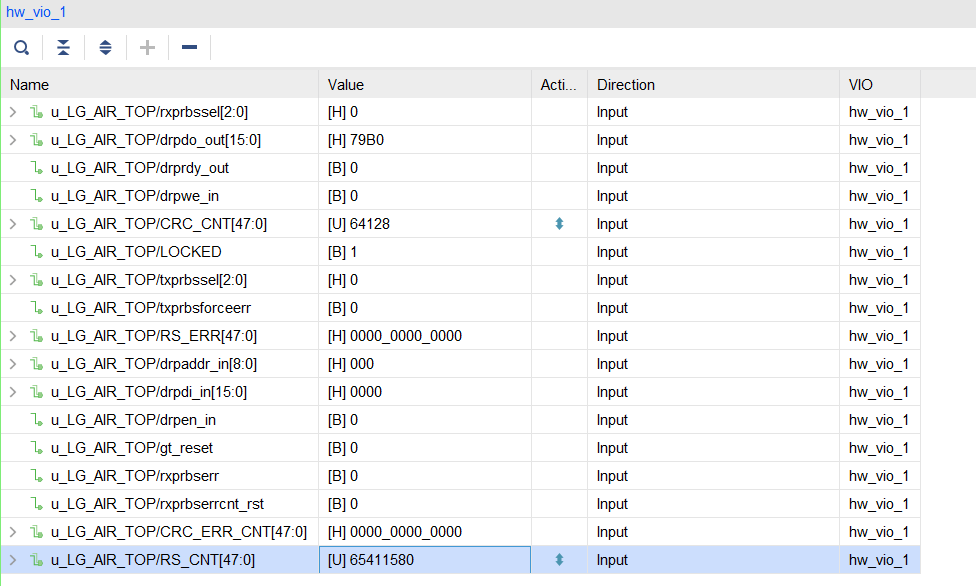 hw_vio_1
Name Value Acti... Direction VIO
u_LG_AIR_TOP/rxprbssel[2:0] [H] 0 Input hw_vio_1
u_LG_AIR_TOP/drpdo_out[15:0] [H] 79B0 Input hw_vio_1
u_LG_AIR_TOP/drprdy_out [B] 0 Input hw_vio_1
u_LG_AIR_TOP/drpwe_in [B] 0 Input hw_vio_1
u_LG_AIR_TOP/CRC_CNT[47:0] [U] 64128 Input hw_vio_1
u_LG_AIR_TOP/LOCKED [B] 1 Input hw_vio_1
u_LG_AIR_TOP/txprbssel[2:0] [H] 0 Input hw_vio_1
u_LG_AIR_TOP/txprbsforceerr [B] 0 Input hw_vio_1
u_LG_AIR_TOP/RS_ERR[47:0] [H] 0000_0000_0000 Input hw_vio_1
u_LG_AIR_TOP/drpaddr_in[8:0] [H] 000 Input hw_vio_1
u_LG_AIR_TOP/drpdi_in[15:0] [H] 0000 Input hw_vio_1
u_LG_AIR_TOP/drpen_in [B] 0 Input hw_vio_1
u_LG_AIR_TOP/gt_reset [B] 0 Input hw_vio_1
u_LG_AIR_TOP/rxprbserr [B] 0 Input hw_vio_1
u_LG_AIR_TOP/rxprbserrcnt_rst [B] 0 Input hw_vio_1
u_LG_AIR_TOP/CRC_ERR_CNT[47:0] [H] 0000_0000_0000 Input hw_vio_1
u_LG_AIR_TOP/RS_CNT[47:0] [U] 65411580 Input hw_vio_1